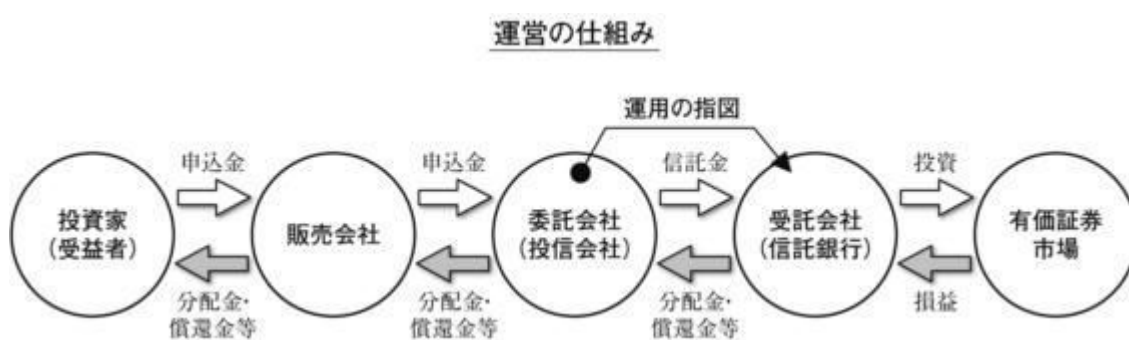 運営の仕組み
運用の指図
申込金
申込金
信託金
投資
投資家
（受益者）
販売会社
委託会社
（投信会社）
受託会社
（信託銀行）
有価証券
市場
分配金・
償還金等
分配金・
償還金等
分配金・
償還金等
損益